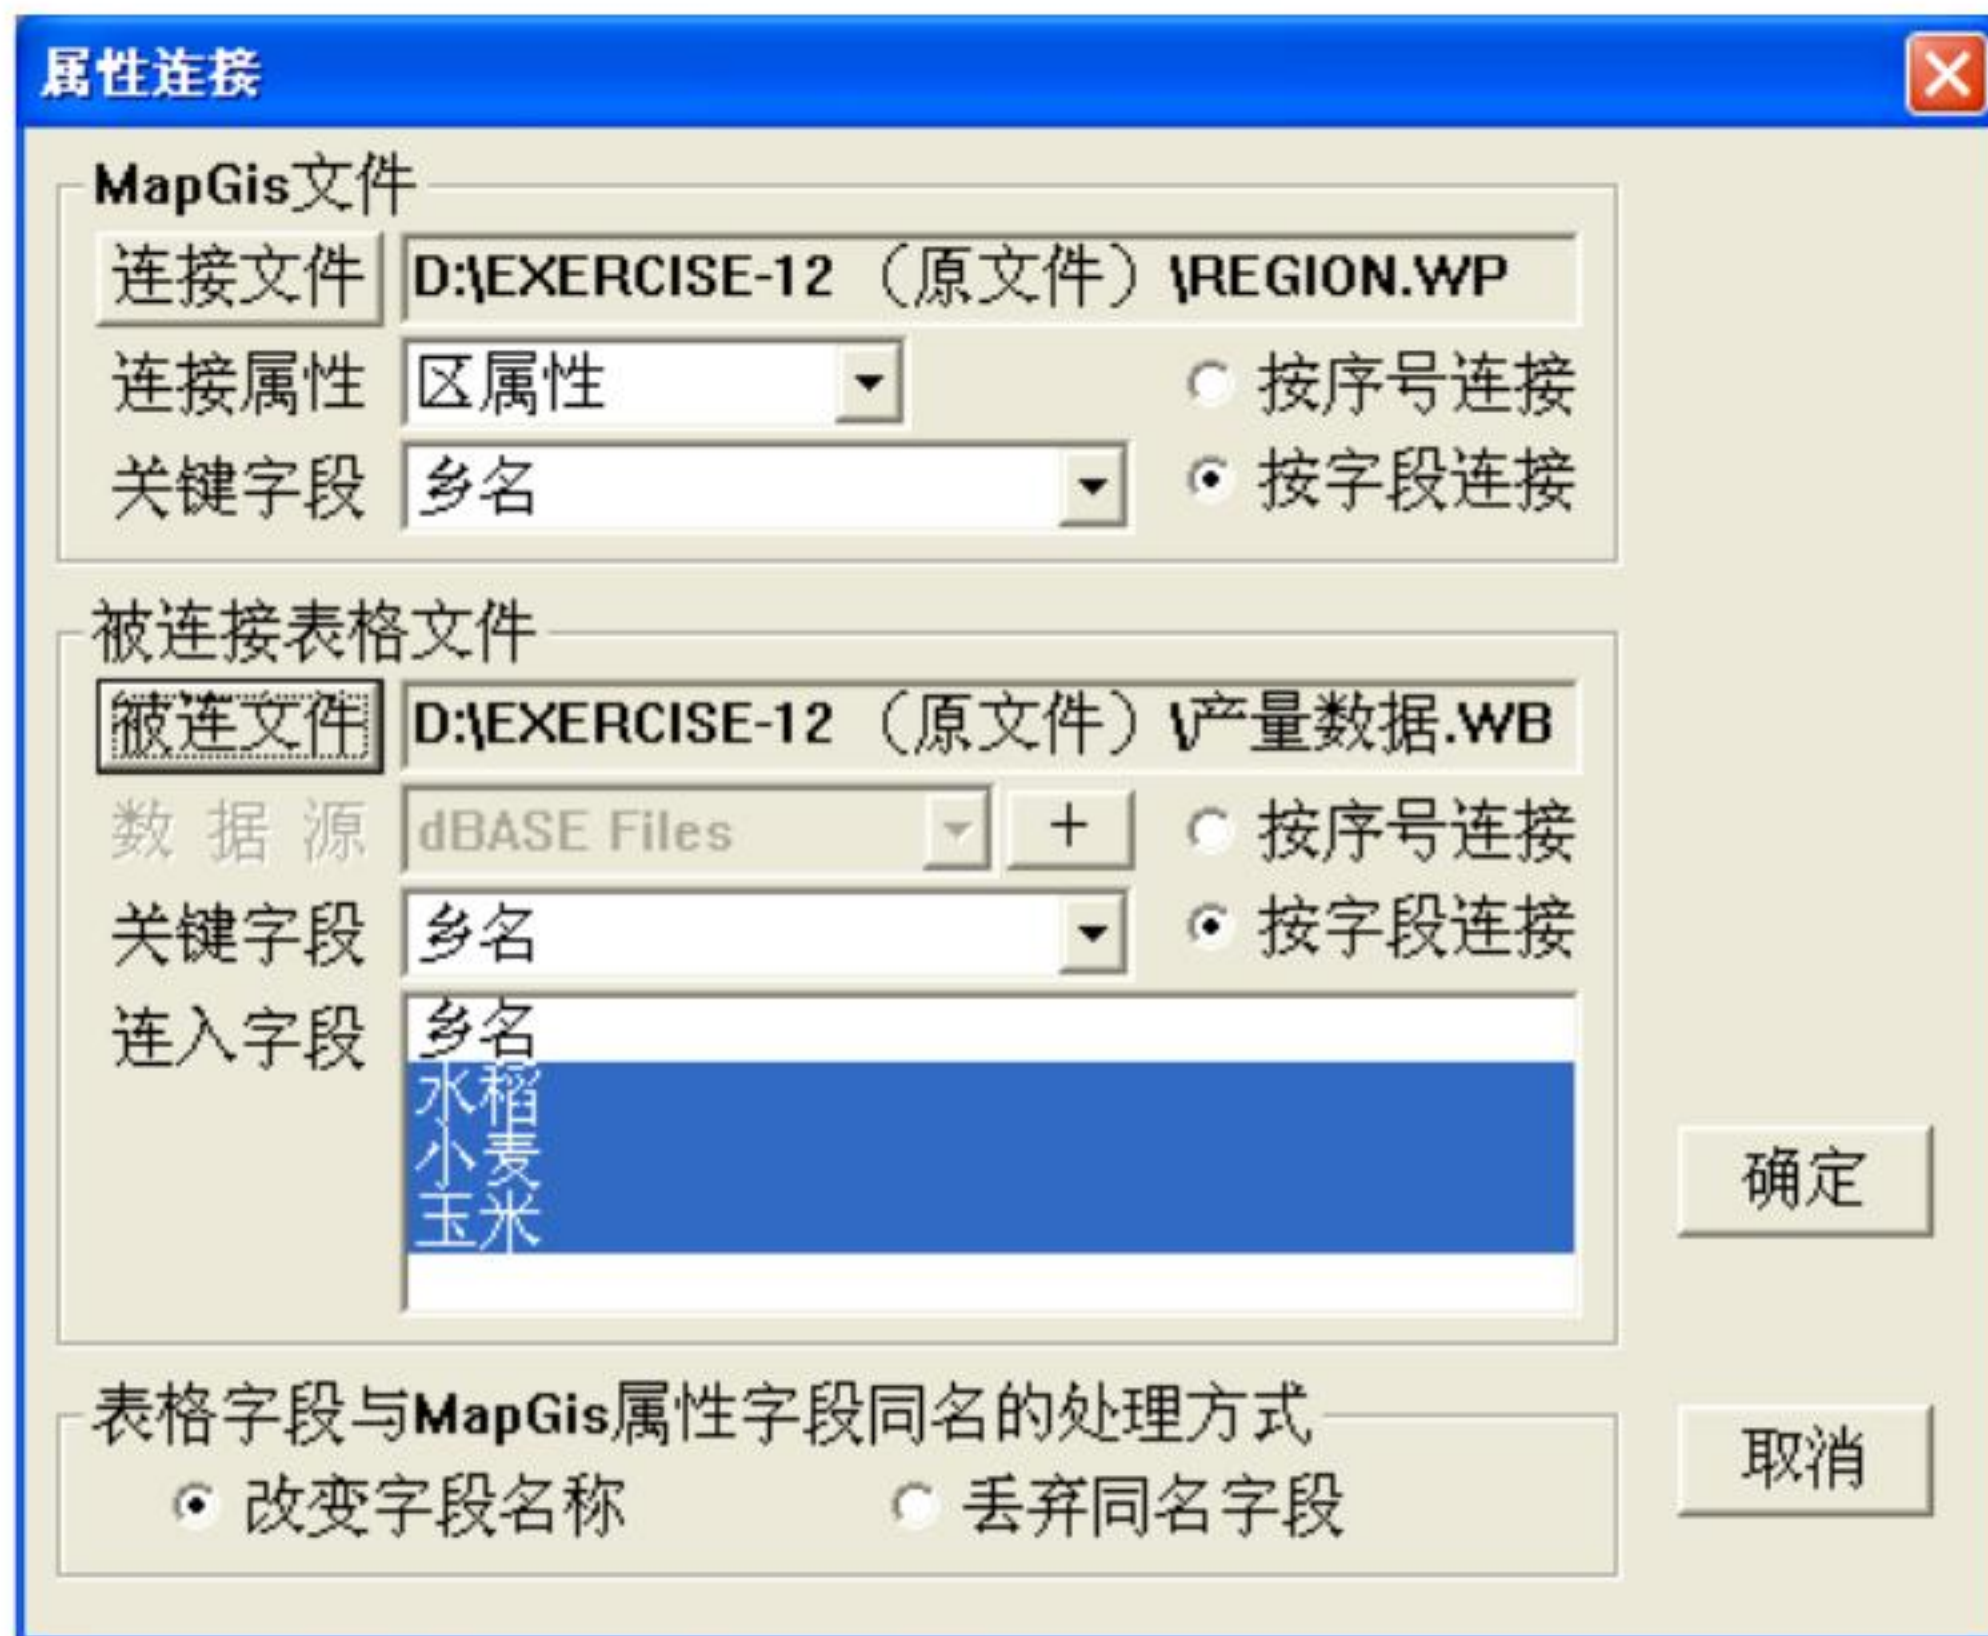 属性连接
MapGis文件
连接文件 D:\EXERCISE-12 （原文件）\REGION.WP
连接属性 区属性 按序号连接
关键字段 乡名 按字段连接
被连接表格文件
被连文件 D:\EXERCISE-12 （原文件）\产量数据.WB
数 据 源 dBASE Files + 按序号连接
关键字段 乡名 按字段连接
连入字段 乡名
水稻
小麦
玉米
确定
表格字段与MapGis属性字段同名的处理方式
改变字段名称 丢弃同名字段
取消